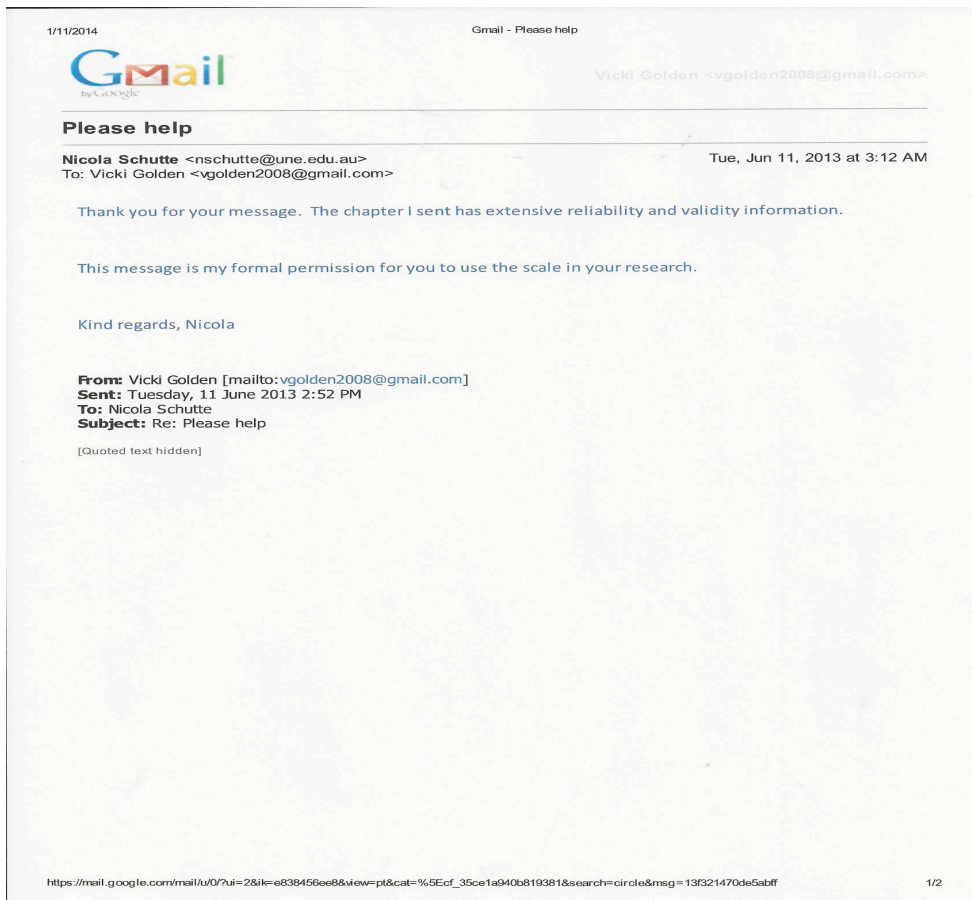 1/11/2014 Gmail - Please help
Gmail
by Google
Vicki Golden <vgolden2008@gmail.com>
Please help
Nicola Schutte <nschutte@une.edu.au> Tue, Jun 11, 2013 at 3:12 AM
To: Vicki Golden <vgolden2008@gmail.com>
Thank you for your message. The chapter I sent has extensive reliability and validity information.
This message is my formal permission for you to use the scale in your research.
Kind regards, Nicola
From: Vicki Golden [mailto:vgolden2008@gmail.com]
Sent: Tuesday, 11 June 2013 2:52 PM
To: Nicola Schutte
Subject: Re: Please help
[Quoted text hidden]
https://mail.google.com/mail/u/0/?ui=2&ik=e838456ee8&view=pt&cat=%5Ecf_35ce1a940b819381&search=circle&msg=13f321470de5abff 1/2